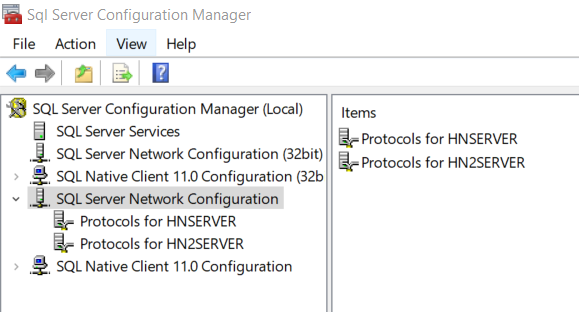 Sql Server Configuration Manager
File Action View Help
SQL Server Configuration Manager (Local)
SQL Server Services
SQL Server Network Configuration (32bit)
SQL Native Client 11.0 Configuration (32b
SQL Server Network Configuration
Protocols for HNSERVER
Protocols for HN2SERVER
SQL Native Client 11.0 Configuration
Items
Protocols for HNSERVER
Protocols for HN2SERVER